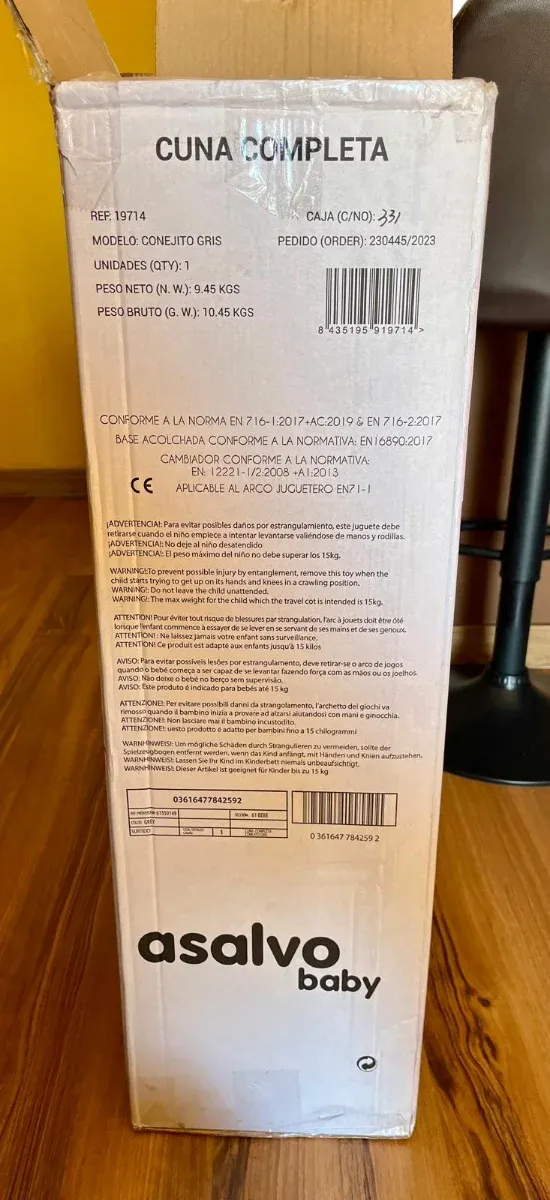 CUNA COMPLETA
REF: 19714
CAJA (C/NO): 331
MODELO: CONEJITO GRIS
PEDIDO (ORDER): 230445/2023
UNIDADES (QTY): 1
PESO NETO (N. W.): 9.45 KGS
PESO BRUTO (G. W.): 10.45 KGS
8 435195 919714 >
CONFORME A LA NORMA EN 716-1:2017+AC:2019 & EN 716-2:2017
BASE ACOLCHADA CONFORME A LA NORMATIVA: EN16890:2017
CAMBIADOR CONFORME A LA NORMATIVA:
EN: 12221-1/2:2008 +A1:2013
CE APLICABLE AL ARCO JUGUETERO EN71-1
¡ADVERTENCIA!: Para evitar posibles daños por estrangulamiento, este juguete debe
retirarse cuando el niño empiece a intentar levantarse valiéndose de manos y rodillas.
¡ADVERTENCIA!: No deje al niño desatendido
¡ADVERTENCIA!: El peso máximo del niño no debe superar los 15kg.
WARNING!:To prevent possible injury by entanglement, remove this toy when the
child starts trying to get up on its hands and knees in a crawling position.
WARNING!: Do not leave the child unattended.
WARNING!: The max weight for the child which the travel cot is intended is 15kg.
ATTENTION! : Pour éviter tout risque de blessures par strangulation, l'arc à jouets doit être ôté
lorsque l'enfant commence à essayer de se lever en se servant de ses mains et de ses genoux.
ATTENTION! : Ne laissez jamais votre enfant sans surveillance.
ATTENTION! : Ce produit est adapté aux enfants jusqu'à 15 kilos
AVISO: Para evitar possíveis lesões por estrangulamento, deve retirar-se o arco de jogos
quando o bebé começa a ser capaz de se levantar fazendo força com as mãos ou os joelhos.
AVISO: Não deixe o bebé no berço sem supervisão.
AVISO: Este produto é indicado para bebés até 15 kg
ATTENZIONE!: Per evitare possibili danni da strangolamento, l'archetto dei giochi va
rimosso quando il bambino inizia a provare ad alzarsi aiutandosi con mani e ginocchia.
ATTENZIONE!: Non lasciare mai il bambino incustodito.
ATTENZIONE!: uesto prodotto è adatto per bambini fino a 15 chilogrammi
WARNHINWEIS!: Um mögliche Schäden durch Strangulieren zu vermeiden, sollte der
Spielzeugbogen entfernt werden, wenn das Kind anfängt, mit Händen und Knien aufzustehen.
WARNHINWEIS!: Lassen Sie Ihr Kind im Kinderbett niemals unbeaufsichtigt.
WARNHINWEIS!: Dieser Artikel ist geeignet für Kinder bis zu 15 kg
03616477842592
61 BEBE
COLOR: GREY
SURTIDO
1
0 361647 784259 2
asalvo
baby